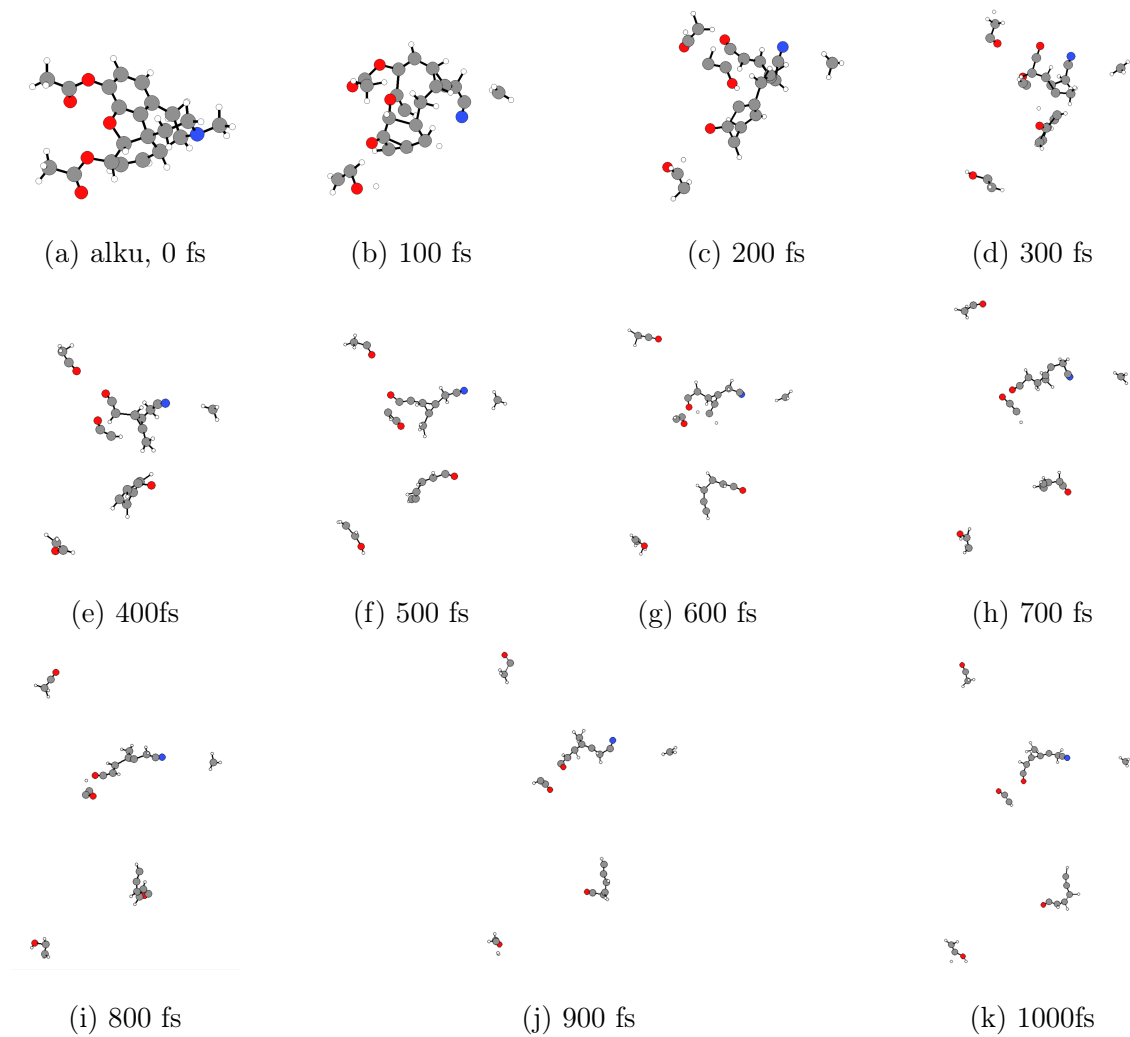 (a) alku, 0 fs
(b) 100 fs
(c) 200 fs
(d) 300 fs
(e) 400fs
(f) 500 fs
(g) 600 fs
(h) 700 fs
(i) 800 fs
(j) 900 fs
(k) 1000fs